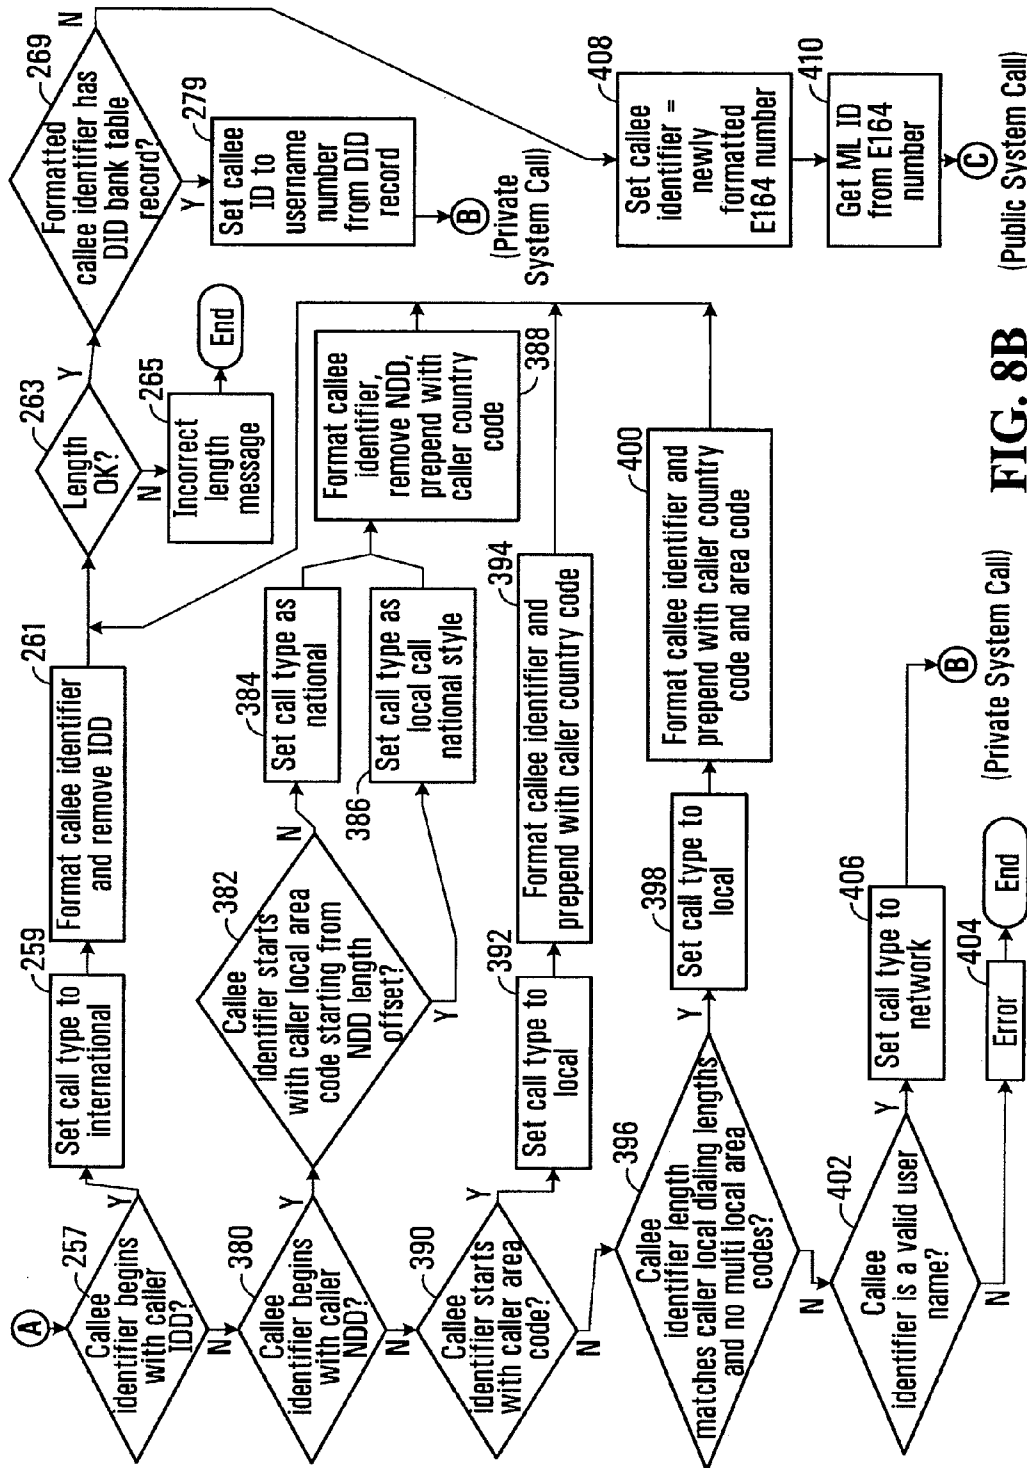 A
257
Callee
identifier begins
with caller
IDD?
Y
N
259
Set call type to
international
261
Format callee identifier
and remove IDD
263
Length
OK?
Y
N
265
Incorrect
length
message
End
269
Formatted
callee identifier has
DID bank table
record?
N
Y
279
Set callee
ID to
username
number
from DID
record
B
(Private
System Call)
380
Callee
identifier begins
with caller
NDD?
Y
N
382
Callee
identifier starts
with caller local area
code starting from
NDD length
offset?
N
Y
384
Set call type as
national
386
Set call type as
local call
national style
Format callee
identifier,
remove NDD,
prepend with
caller country
code
388
390
Callee
identifier starts
with caller area
code?
Y
N
392
Set call type to
local
394
Format callee identifier and
prepend with caller country code
396
Callee
identifier length
matches caller local dialing lengths
and no multi local area
codes?
Y
N
398
Set call type to
local
400
Format callee identifier and
prepend with caller country
code and area code
402
Callee
identifier is a valid user
name?
Y
N
406
Set call type to
network
B
(Private System Call)
404
Error
End
408
Set callee
identifier =
newly
formatted
E164 number
410
Get ML ID
from E164
number
C
(Public System Call)
FIG. 8B